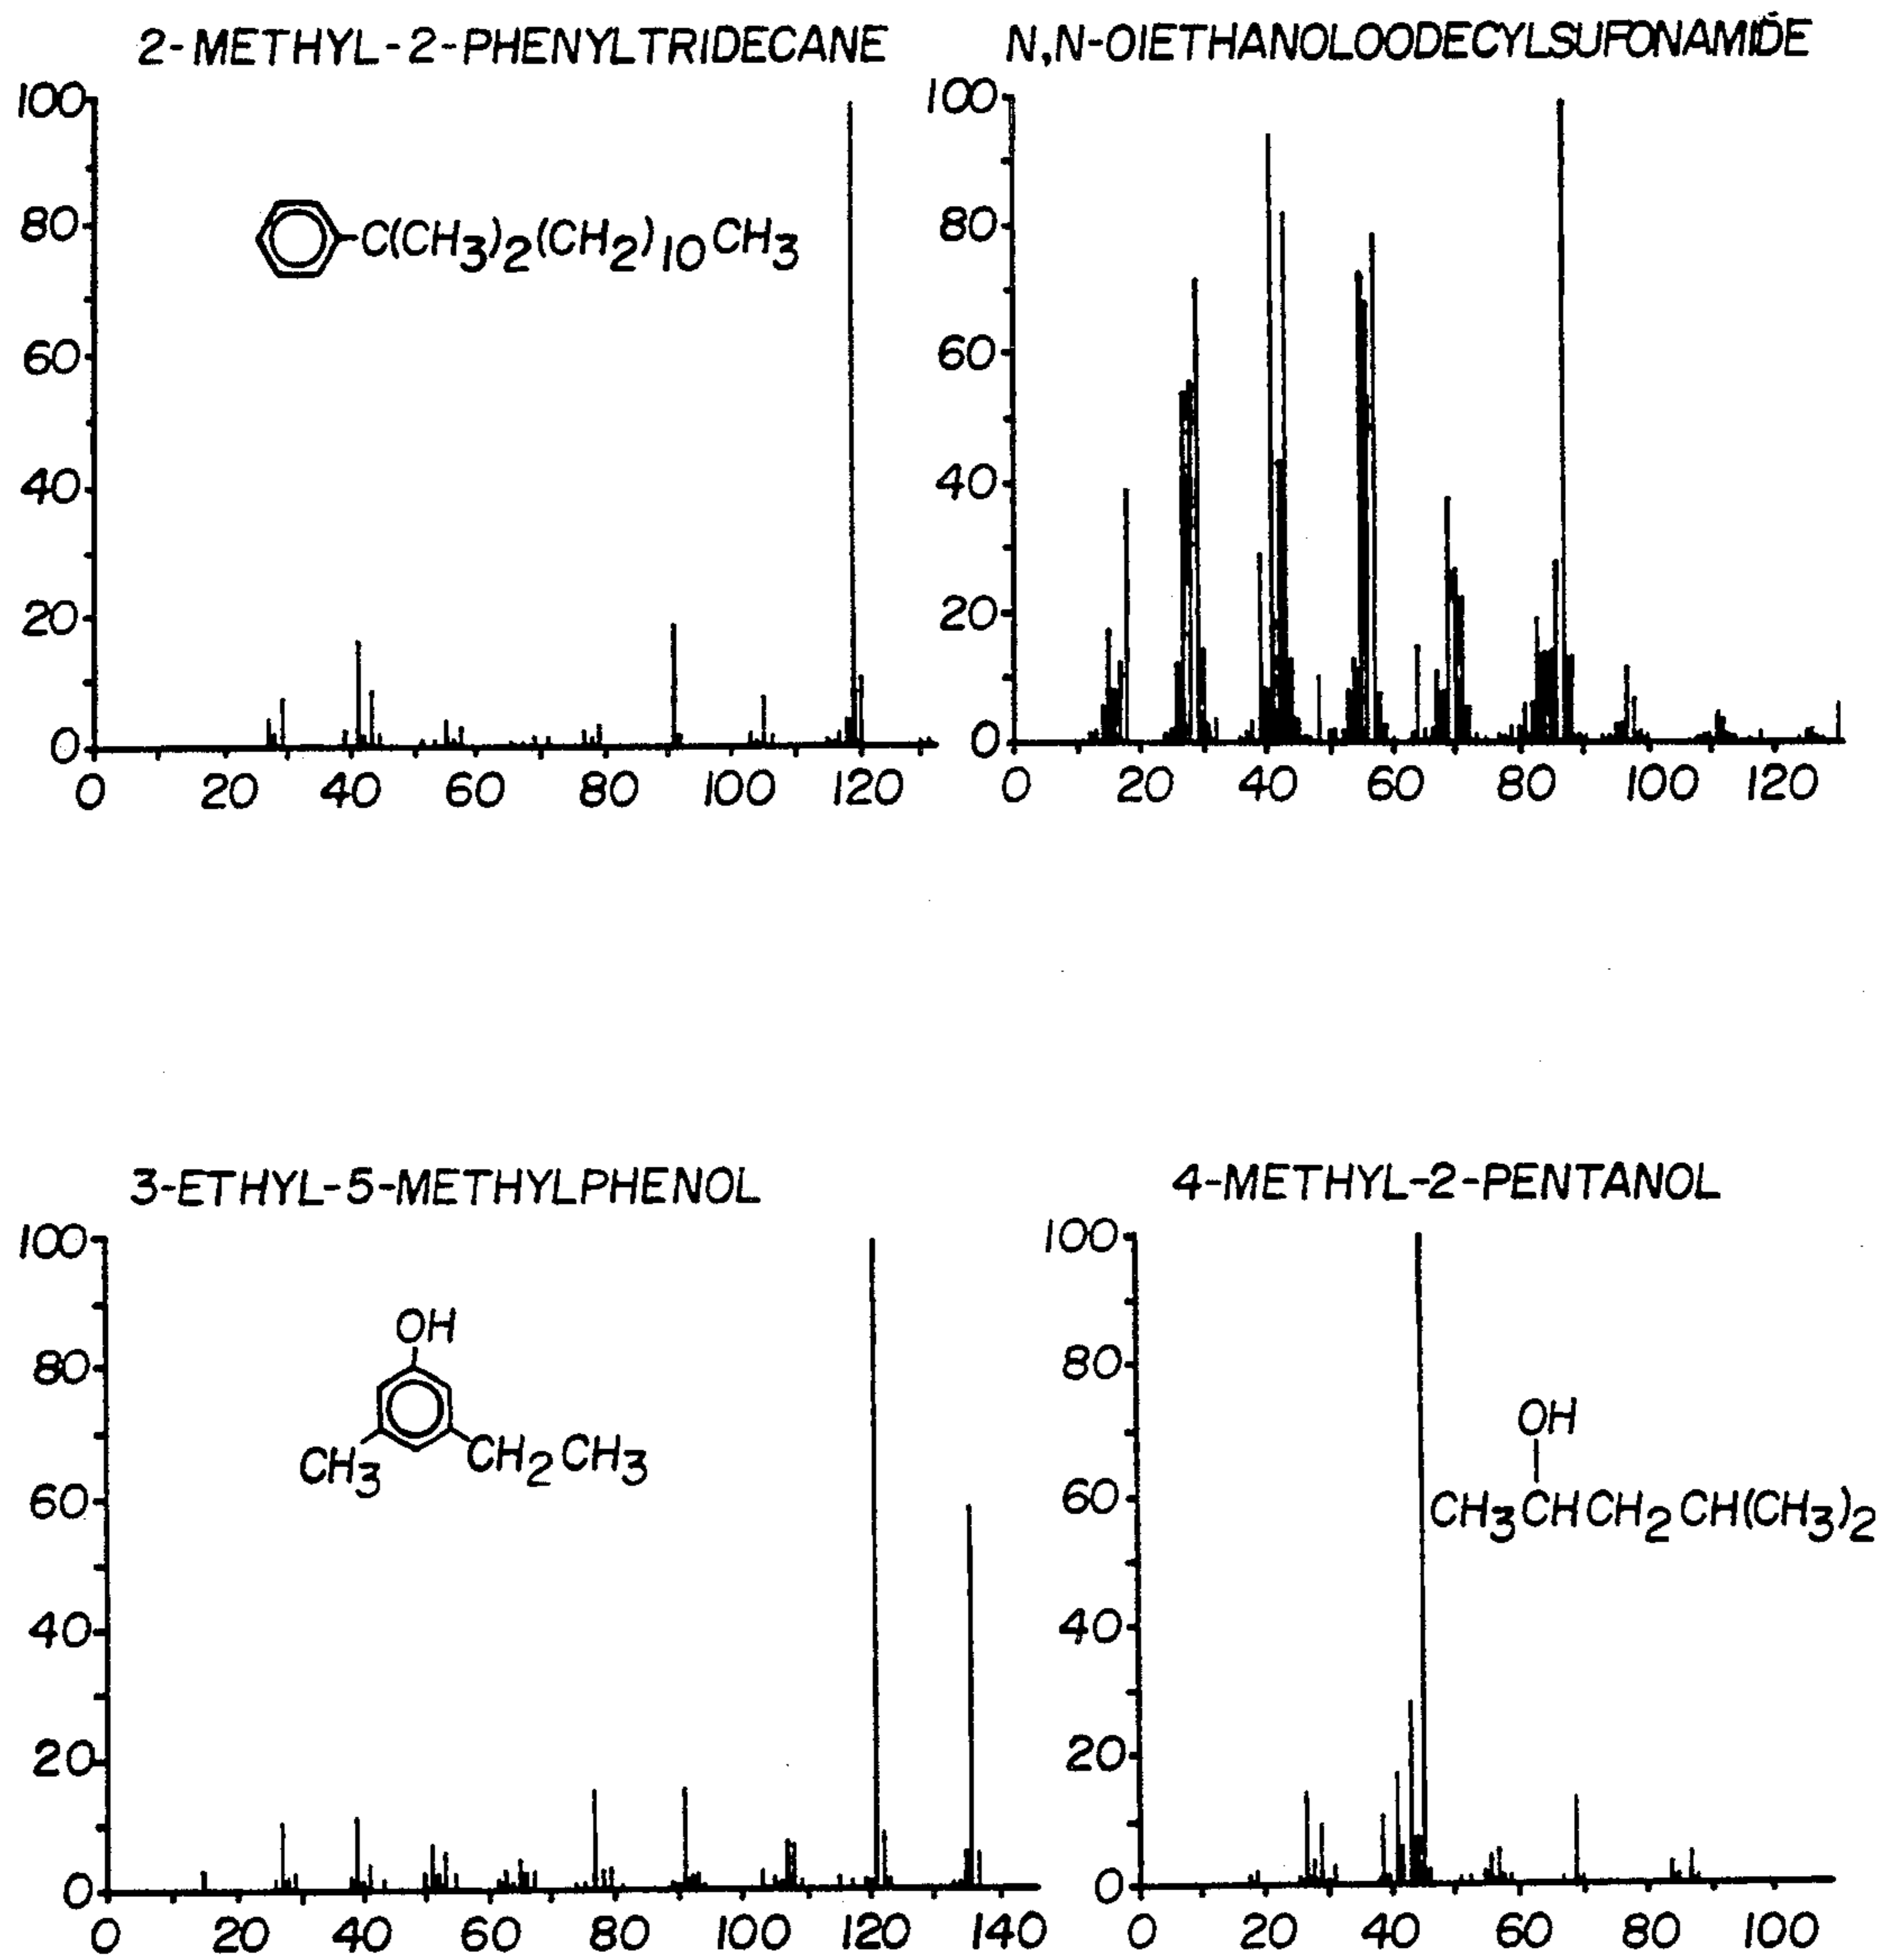 2-METHYL-2-PHENYLTRIDECANE
100
80
60
40
20
0
C(CH3)2(CH2)10CH3
0 20 40 60 80 100 120
N,N-OIETHANOLOODECYLSUFONAMIDE
100
80
60
40
20
0
0 20 40 60 80 100 120
3-ETHYL-5-METHYLPHENOL
100
80
60
40
20
0
OH
CH3 CH2CH3
0 20 40 60 80 100 120 140
4-METHYL-2-PENTANOL
100
80
60
40
20
0
OH
CH3CHCH2CH(CH3)2
0 20 40 60 80 100